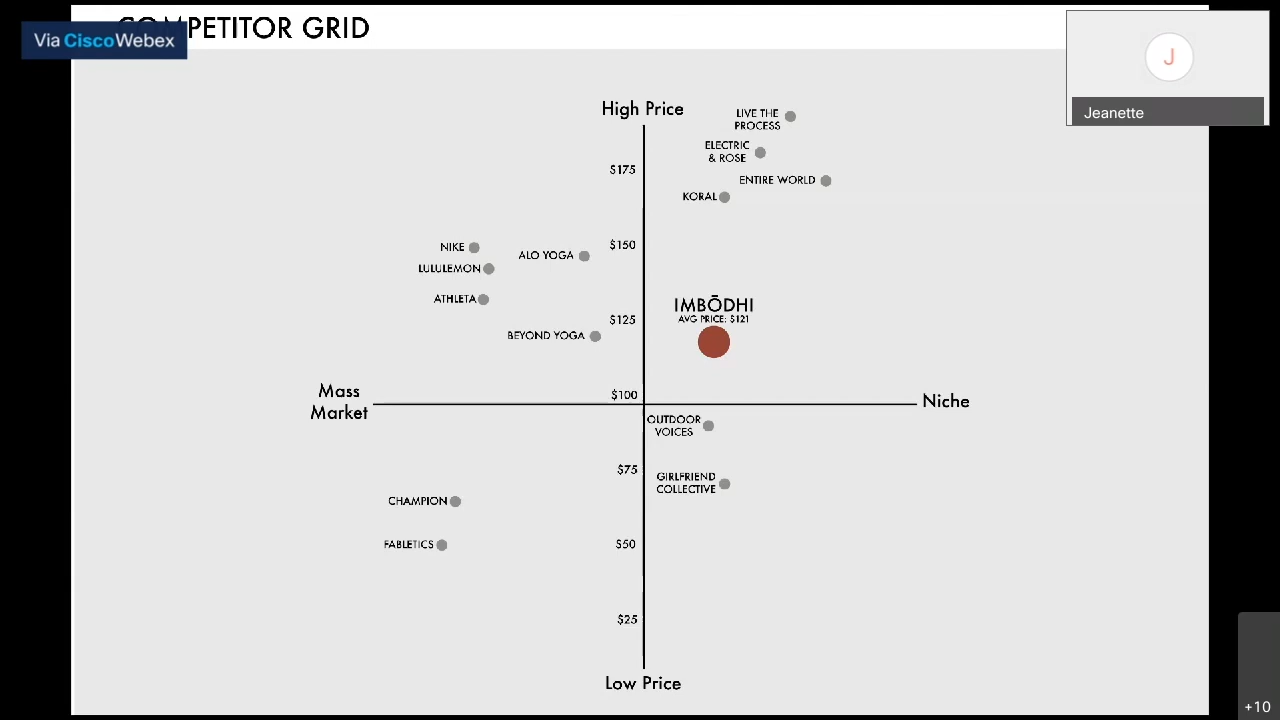 COMPETITOR GRID
Via CiscoWebex
J
Jeanette
High Price
LIVE THE
PROCESS
ELECTRIC
& ROSE
$175
ENTIRE WORLD
KORAL
NIKE
ALO YOGA
$150
LULULEMON
ATHLETA
IMBŌDHI
AVG PRICE: $121
$125
BEYOND YOGA
Mass
Market
$100
Niche
OUTDOOR
VOICES
$75
GIRLFRIEND
COLLECTIVE
CHAMPION
FABLETICS
$50
$25
Low Price
+10